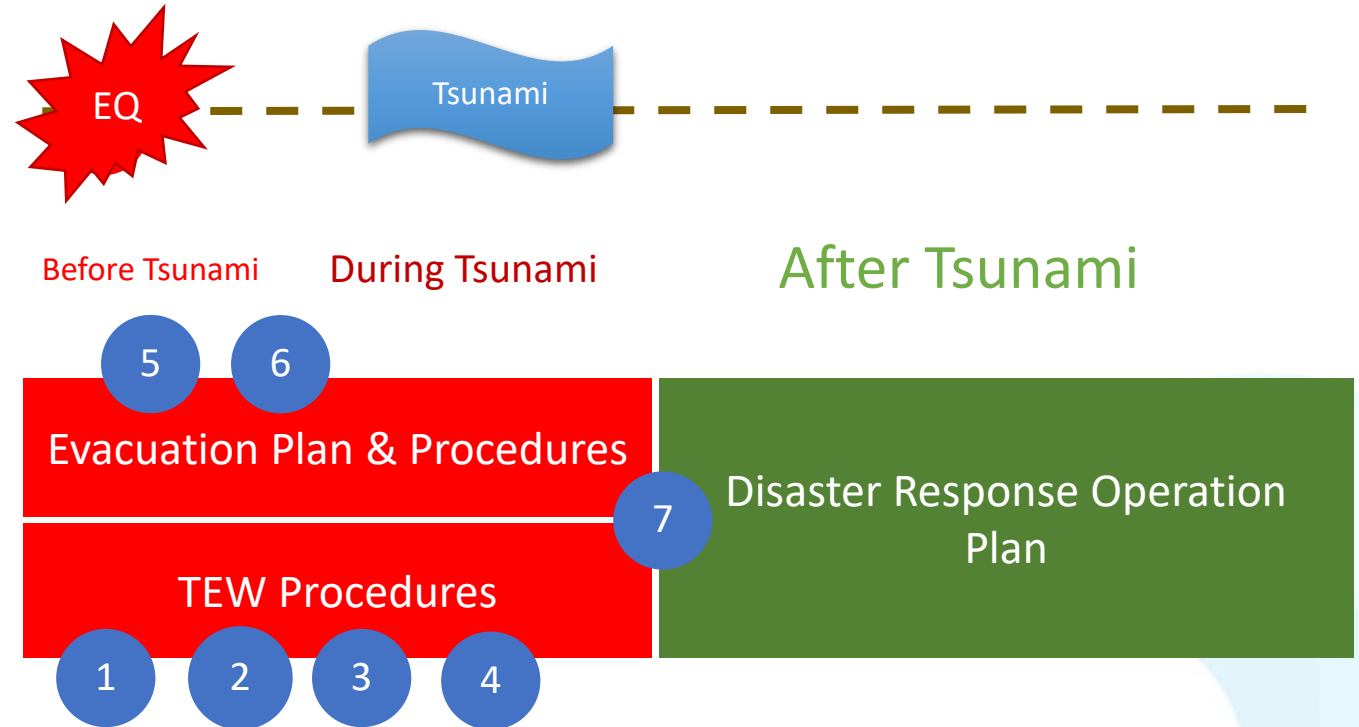 EQ
Tsunami
Before Tsunami
During Tsunami
After Tsunami
5
6
Evacuation Plan & Procedures
7
Disaster Response Operation
Plan
TEW Procedures
1
2
3
4